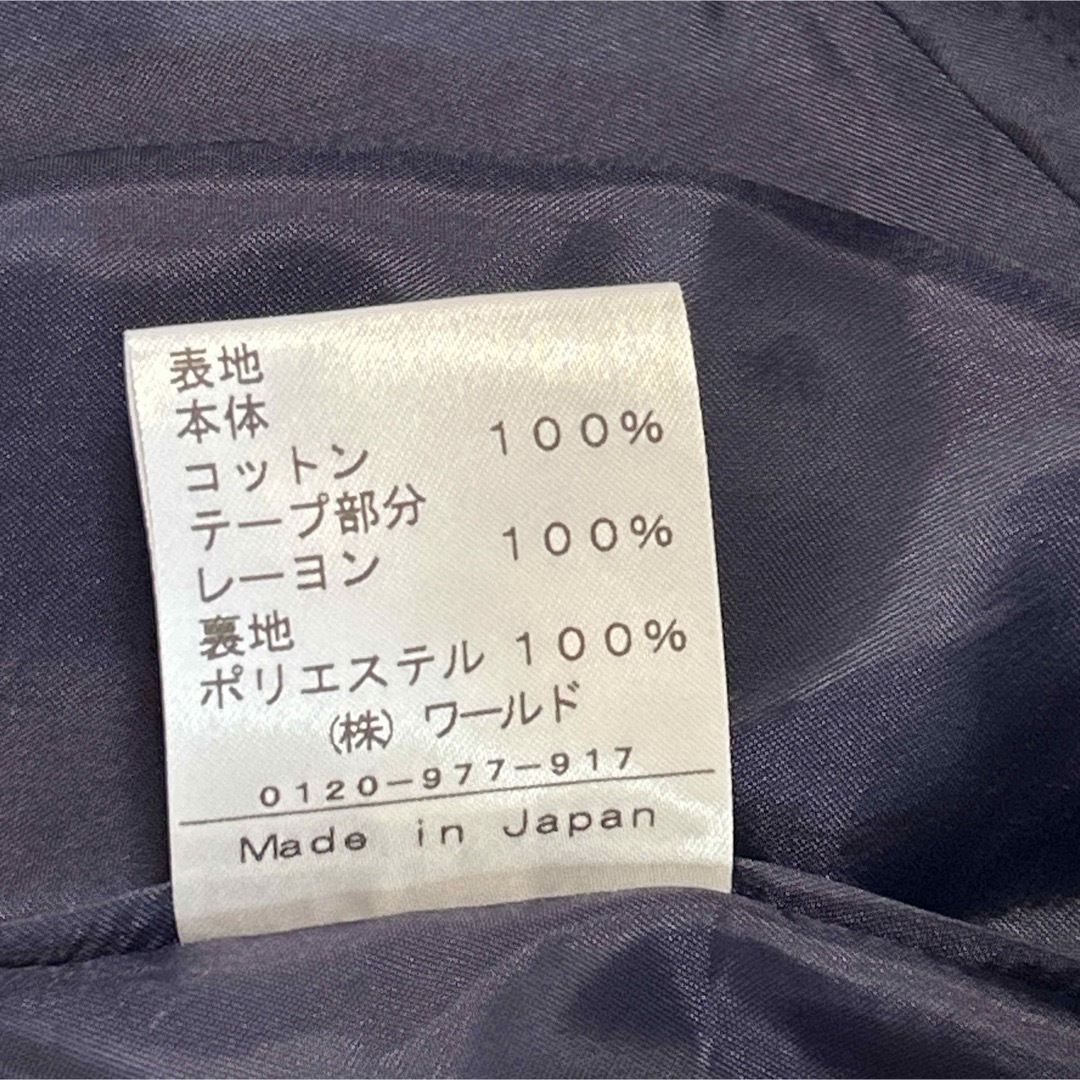 表地
本体
コットン 100%
テープ部分
レーヨン 100%
裏地
ポリエステル 100%
(株) ワールド
0120-977-917
Made in Japan